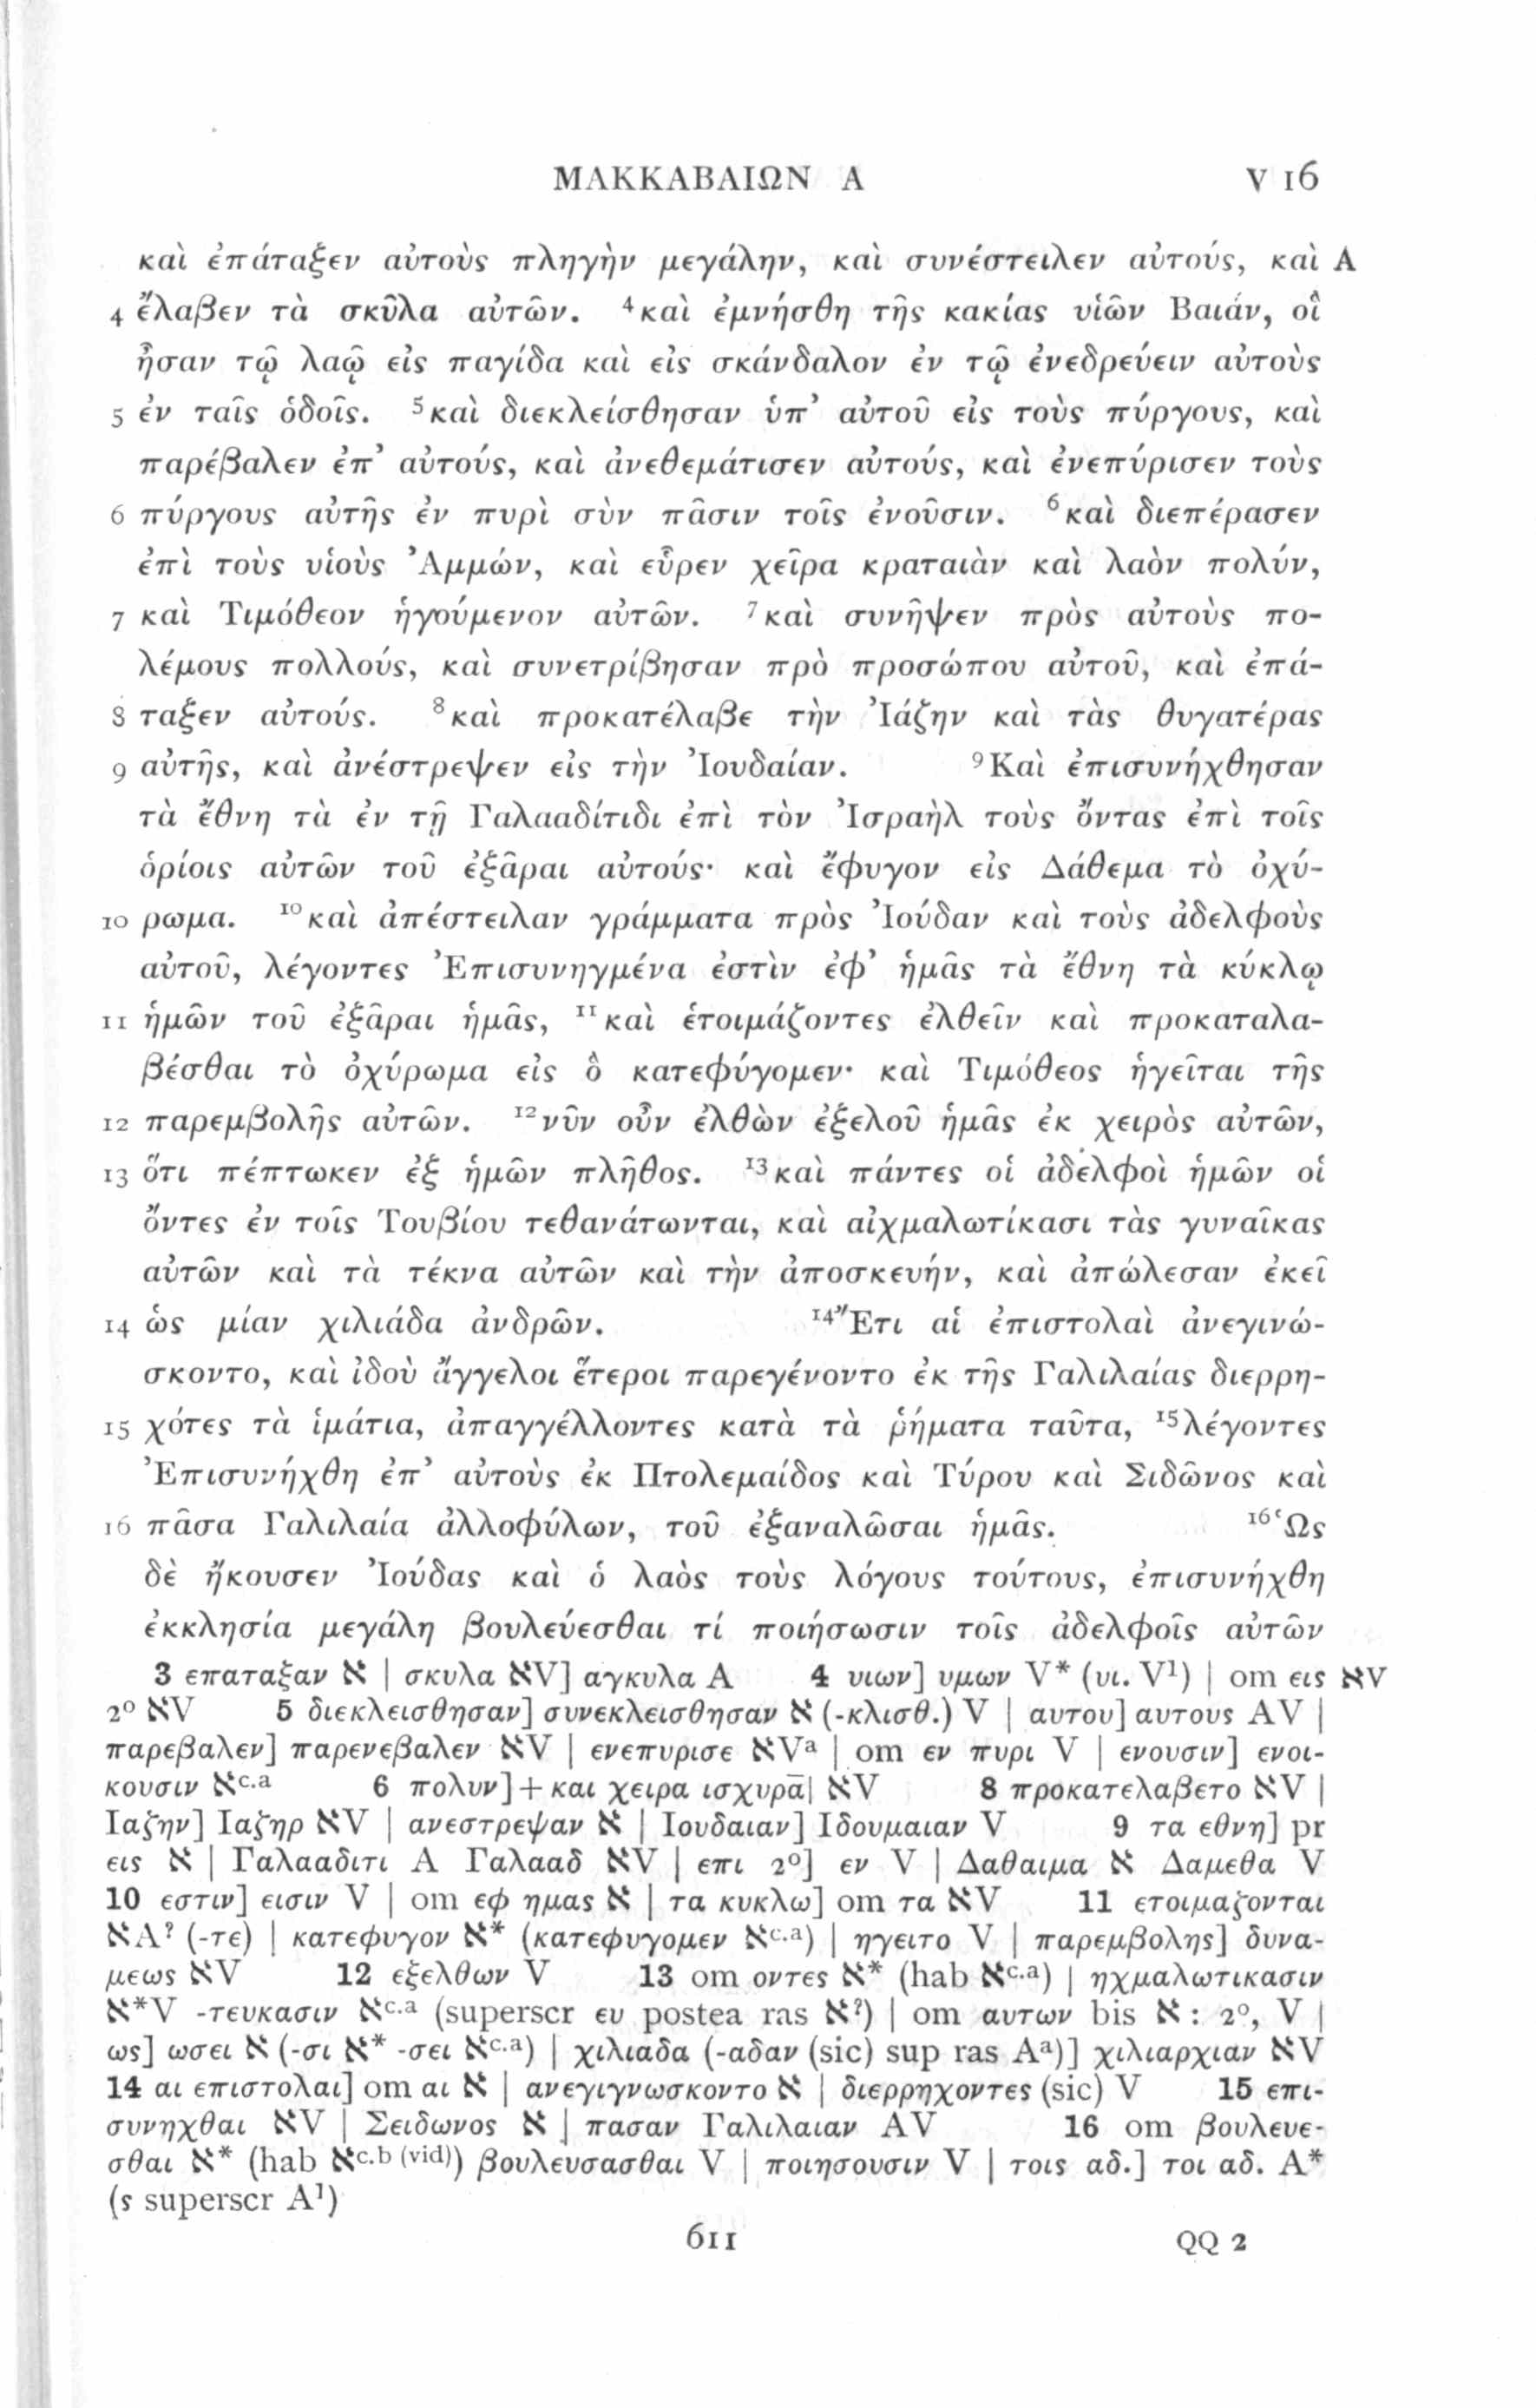 ΜΑΚΚΑΒΑΙΩΝ Α V 16
καὶ ἐπάταξεν αὐτοὺς πληγὴν μεγάλην, καὶ συνέστειλεν αὐτούς, καὶ A
4 ἔλαβεν τὰ σκῦλα αὐτῶν. ⁴καὶ ἐμνήσθη τῆς κακίας υἱῶν Βαιάν, οἳ
ἦσαν τῷ λαῷ εἰς παγίδα καὶ εἰς σκάνδαλον ἐν τῷ ἐνεδρεύειν αὐτοὺς
5 ἐν ταῖς ὁδοῖς. ⁵καὶ διεκλείσθησαν ὑπ’ αὐτοῦ εἰς τοὺς πύργους, καὶ
παρέβαλεν ἐπ’ αὐτούς, καὶ ἀνεθεμάτισεν αὐτούς, καὶ ἐνεπύρισεν τοὺς
6 πύργους αὐτῆς ἐν πυρὶ σὺν πᾶσιν τοῖς ἐνοῦσιν. ⁶καὶ διεπέρασεν
ἐπὶ τοὺς υἱοὺς Ἀμμών, καὶ εὗρεν χεῖρα κραταιὰν καὶ λαὸν πολύν,
7 καὶ Τιμόθεον ἡγούμενον αὐτῶν. ⁷καὶ συνῆψεν πρὸς αὐτοὺς πο-
λέμους πολλούς, καὶ συνετρίβησαν πρὸ προσώπου αὐτοῦ, καὶ ἐπά-
8 ταξεν αὐτούς. ⁸καὶ προκατέλαβε τὴν Ἰάζην καὶ τὰς θυγατέρας
9 αὐτῆς, καὶ ἀνέστρεψεν εἰς τὴν Ἰουδαίαν. ⁹Καὶ ἐπισυνήχθησαν
τὰ ἔθνη τὰ ἐν τῇ Γαλααδίτιδι ἐπὶ τὸν Ἰσραὴλ τοὺς ὄντας ἐπὶ τοῖς
ὁρίοις αὐτῶν τοῦ ἐξᾶραι αὐτούς· καὶ ἔφυγον εἰς Δάθεμα τὸ ὀχύ-
10 ρωμα. ¹⁰καὶ ἀπέστειλαν γράμματα πρὸς Ἰούδαν καὶ τοὺς ἀδελφοὺς
αὐτοῦ, λέγοντες Ἐπισυνηγμένα ἐστὶν ἐφ’ ἡμᾶς τὰ ἔθνη τὰ κύκλῳ
11 ἡμῶν τοῦ ἐξᾶραι ἡμᾶς, ¹¹καὶ ἑτοιμάζοντες ἐλθεῖν καὶ προκαταλα-
βέσθαι τὸ ὀχύρωμα εἰς ὃ κατεφύγομεν· καὶ Τιμόθεος ἡγεῖται τῆς
12 παρεμβολῆς αὐτῶν. ¹²νῦν οὖν ἐλθὼν ἐξελοῦ ἡμᾶς ἐκ χειρὸς αὐτῶν,
13 ὅτι πέπτωκεν ἐξ ἡμῶν πλῆθος. ¹³καὶ πάντες οἱ ἀδελφοὶ ἡμῶν οἱ
ὄντες ἐν τοῖς Τουβίου τεθανάτωνται, καὶ αἰχμαλωτίκασι τὰς γυναῖκας
αὐτῶν καὶ τὰ τέκνα αὐτῶν καὶ τὴν ἀποσκευήν, καὶ ἀπώλεσαν ἐκεῖ
14 ὡς μίαν χιλιάδα ἀνδρῶν. ¹⁴Ἔτι αἱ ἐπιστολαὶ ἀνεγινώ-
σκοντο, καὶ ἰδοὺ ἄγγελοι ἕτεροι παρεγένοντο ἐκ τῆς Γαλιλαίας διερρη-
15 χότες τὰ ἱμάτια, ἀπαγγέλλοντες κατὰ τὰ ῥήματα ταῦτα, ¹⁵λέγοντες
Ἐπισυνήχθη ἐπ’ αὐτοὺς ἐκ Πτολεμαίδος καὶ Τύρου καὶ Σιδῶνος καὶ
16 πᾶσα Γαλιλαία ἀλλοφύλων, τοῦ ἐξαναλῶσαι ἡμᾶς. ¹⁶Ὡς
δὲ ἤκουσεν Ἰούδας καὶ ὁ λαὸς τοὺς λόγους τούτους, ἐπισυνήχθη
ἐκκλησία μεγάλη βουλεύεσθαι τί ποιήσωσιν τοῖς ἀδελφοῖς αὐτῶν
3 επαταξαν א | σκυλα אV] αγκυλα A 4 υιων] υμων V* (υι. V¹) | om εις אV
2° אV 5 διεκλεισθησαν] συνεκλεισθησαν א (-κλισθ.) V | αυτου] αυτους AV |
παρεβαλεν] παρενεβαλεν אV | ενεπυρισε אVᵃ | om εν πυρι V | ενουσιν] ενοι-
κουσιν אᶜ·ᵃ 6 πολυν] + και χειρα ισχυρα̅| אV 8 προκατελαβετο אV |
Ιαζην] Ιαζηρ אV | ανεστρεψαν א | Ιουδαιαν] Ιδουμαιαν V 9 τα εθνη] pr
εις א | Γαλααδιτι A Γαλααδ אV | επι 2°] εν V | Δαθαιμα א Δαμεθα V
10 εστιν] εισιν V | om εφ ημας א | τα κυκλω] om τα אV 11 ετοιμαζονται
אA? (-τε) | κατεφυγον א* (κατεφυγομεν אᶜ·ᵃ) | ηγειτο V | παρεμβολης] δυνα-
μεως אV 12 εξελθων V 13 om οντες א* (hab אᶜ·ᵃ) | ηχμαλωτικασιν
א*V -τευκασιν אᶜ·ᵃ (superscr ευ postea ras א?) | om αυτων bis א : 2°, V |
ως] ωσει א (-σι א* -σει אᶜ·ᵃ) | χιλιαδα (-αδαν (sic) sup ras Aᵃ)] χιλιαρχιαν אV
14 αι επιστολαι] om αι א | ανεγιγνωσκοντο א | διερρηχοντες (sic) V 15 επι-
συνηχθαι אV | Σειδωνος א | πασαν Γαλιλαιαν AV 16 om βουλευε-
σθαι א* (hab אᶜ·ᵇ ⁽ᵛⁱᵈ⁾) βουλευσασθαι V | ποιησουσιν V | τοις αδ.] τοι αδ. A*
(ς superscr A¹)
611 QQ 2